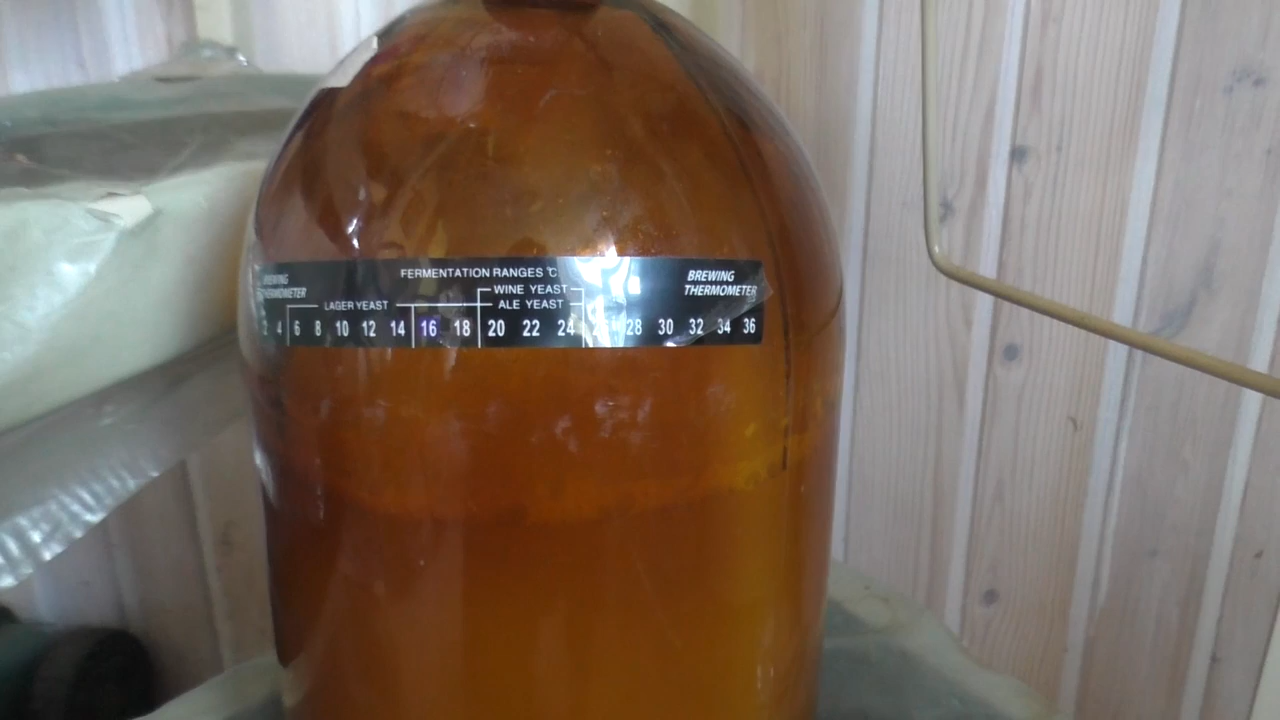 FERMENTATION RANGES °C
BREWING THERMOMETER
WINE YEAST
LAGER YEAST
ALE YEAST
BREWING
THERMOMETER
4 6 8 10 12 14 16 18 20 22 24 28 30 32 34 36